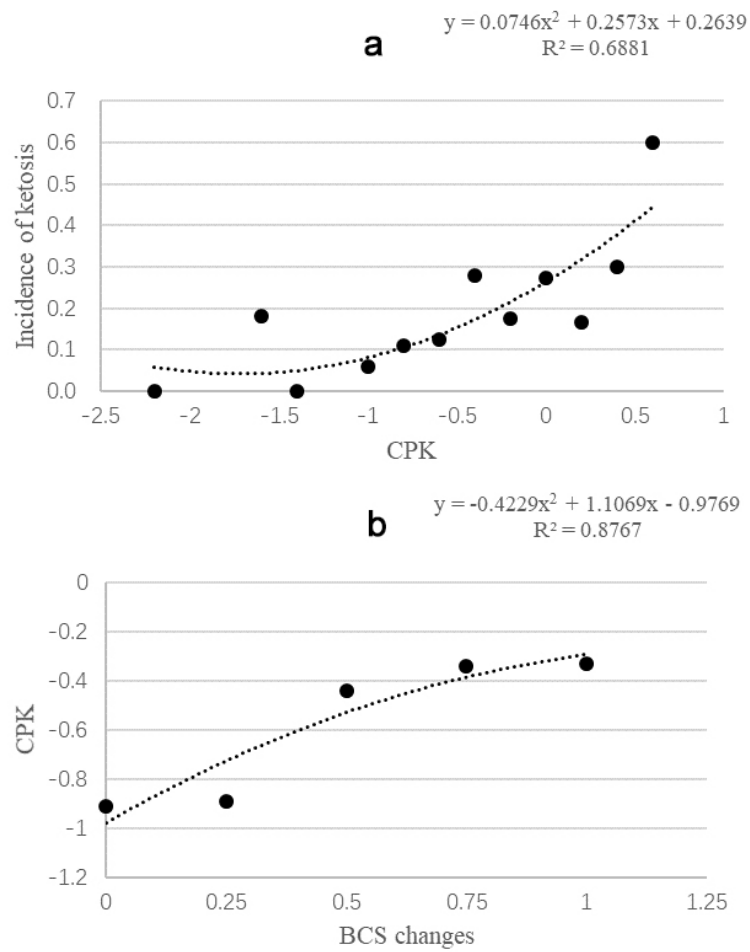 y = 0.0746x² + 0.2573x + 0.2639
R² = 0.6881
a
0.7
0.6
0.5
0.4
0.3
0.2
0.1
0.0
Incidence of ketosis
-2.5 -2 -1.5 -1 -0.5 0 0.5 1
CPK
y = -0.4229x² + 1.1069x - 0.9769
R² = 0.8767
b
0
-0.2
-0.4
-0.6
-0.8
-1
-1.2
CPK
0 0.25 0.5 0.75 1 1.25
BCS changes